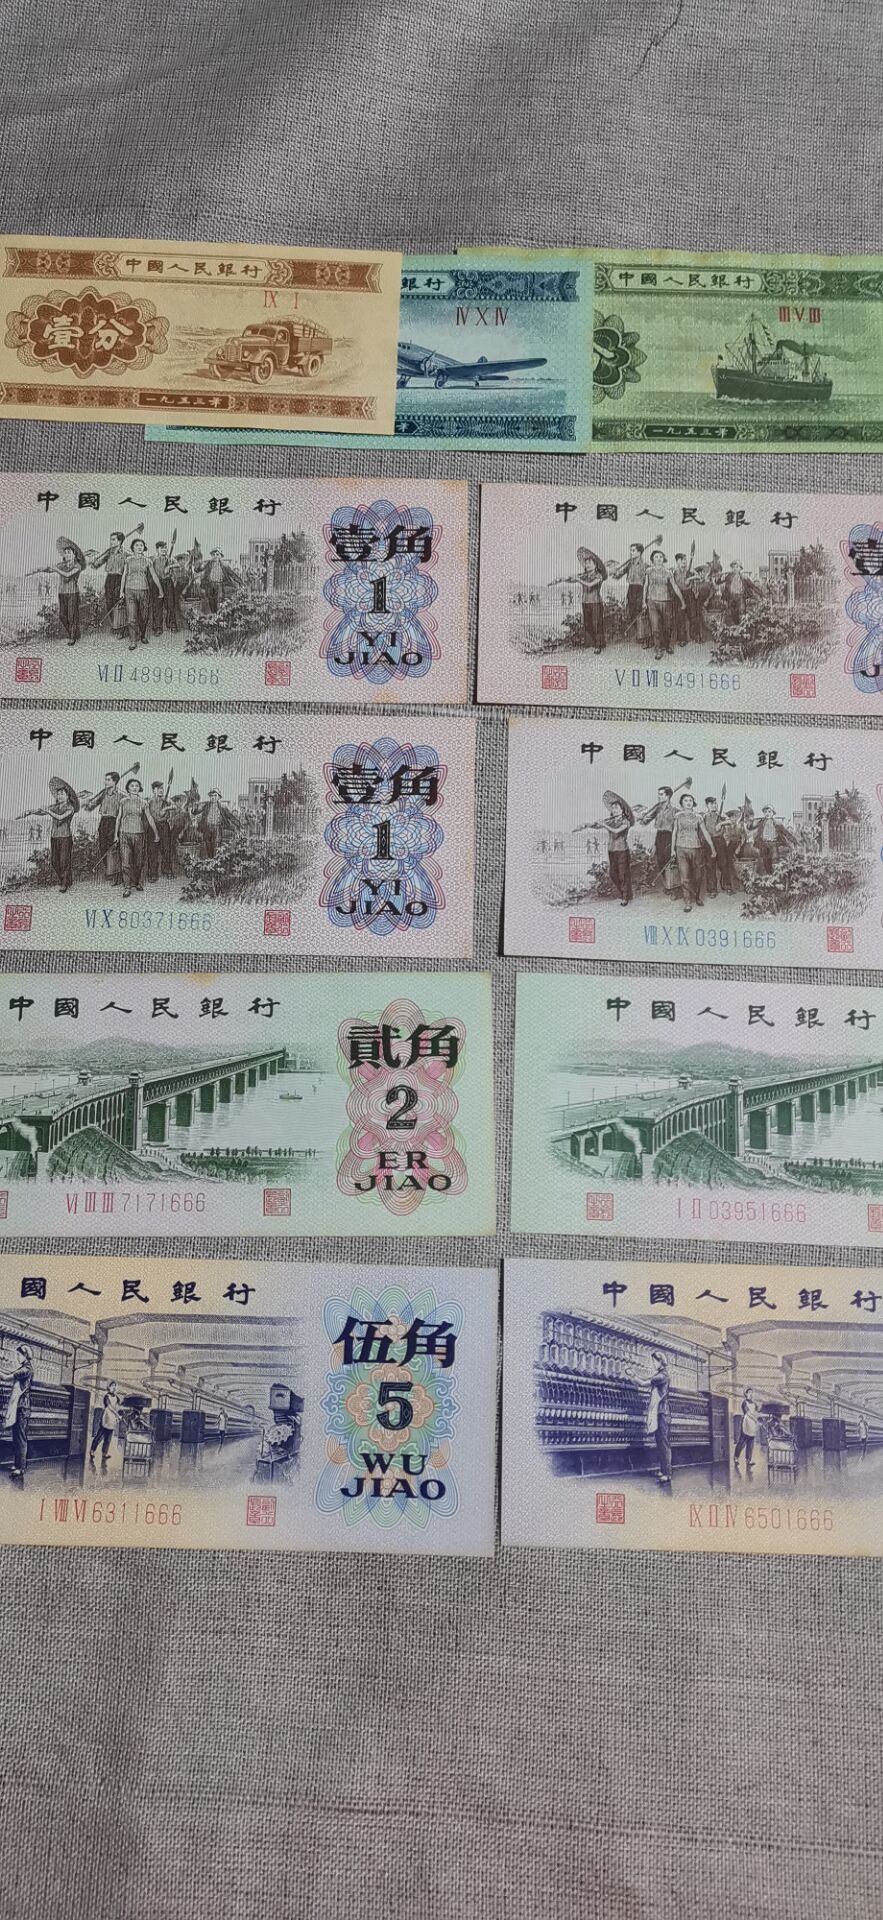 中國人民銀行
IX I
壹分
一九五三年
銀行
IV X IV
年
中國人民銀行
III V III
一九五三年
中國人民銀行
壹角
1
YI
JIAO
VI II 48991666
中國人民銀行
壹
J
V II VII 9491666
中國人民銀行
壹角
1
YI
JIAO
VI X 80371666
中國人民銀行
VIII X IX 0391666
中國人民銀行
貳角
2
ER
JIAO
VI III III 7171666
中國人民銀行
I II 03951666
國人民銀行
伍角
5
WU
JIAO
I VIII VI 6311666
中國人民銀行
IX II IV 6501666